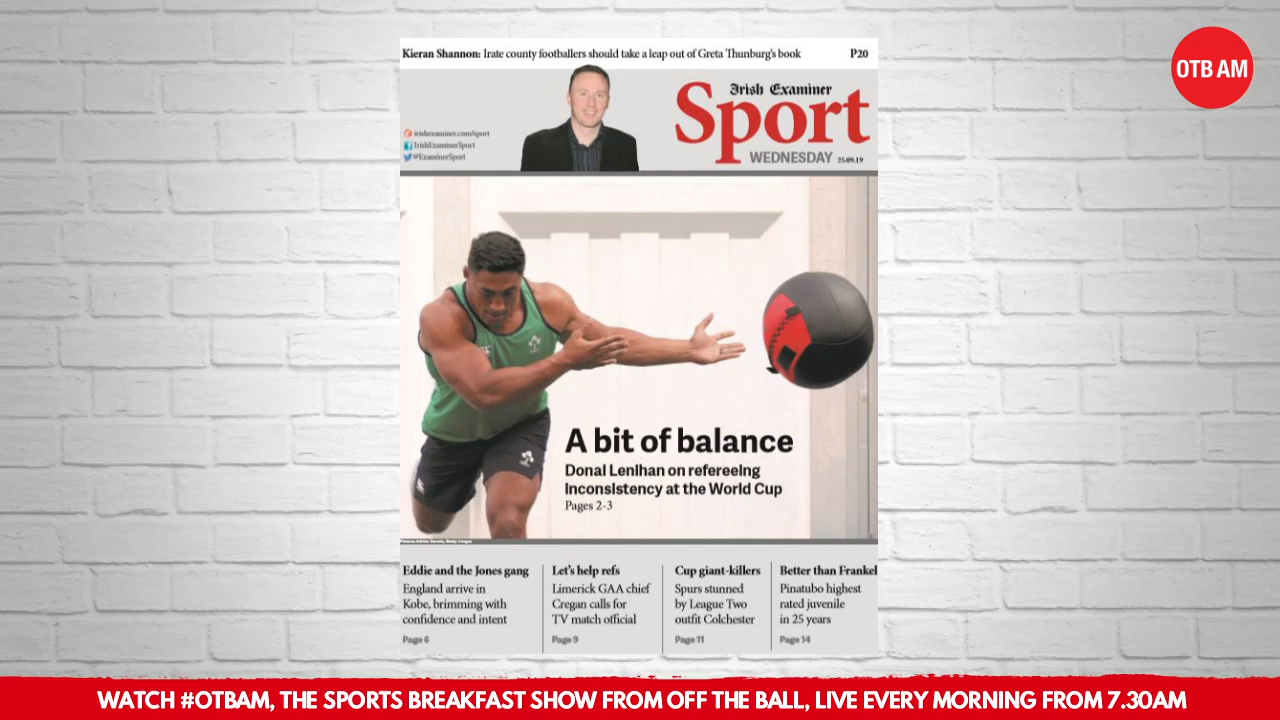 Kieran Shannon: Irate county footballers should take a leap out of Greta Thunburg's book P20
OTB AM
Irish Examiner
Sport
WEDNESDAY 25.09.19
irishexaminer.com/sport
IrishExaminerSport
@ExaminerSport
A bit of balance
Donal Lenihan on refereeing
inconsistency at the World Cup
Pages 2-3
Eddie and the Jones gang
England arrive in
Kobe, brimming with
confidence and intent
Page 6
Let's help refs
Limerick GAA chief
Cregan calls for
TV match official
Page 9
Cup giant-killers
Spurs stunned
by League Two
outfit Colchester
Page 11
Better than Frankel
Pinatubo highest
rated juvenile
in 25 years
Page 14
WATCH #OTBAM, THE SPORTS BREAKFAST SHOW FROM OFF THE BALL, LIVE EVERY MORNING FROM 7.30AM